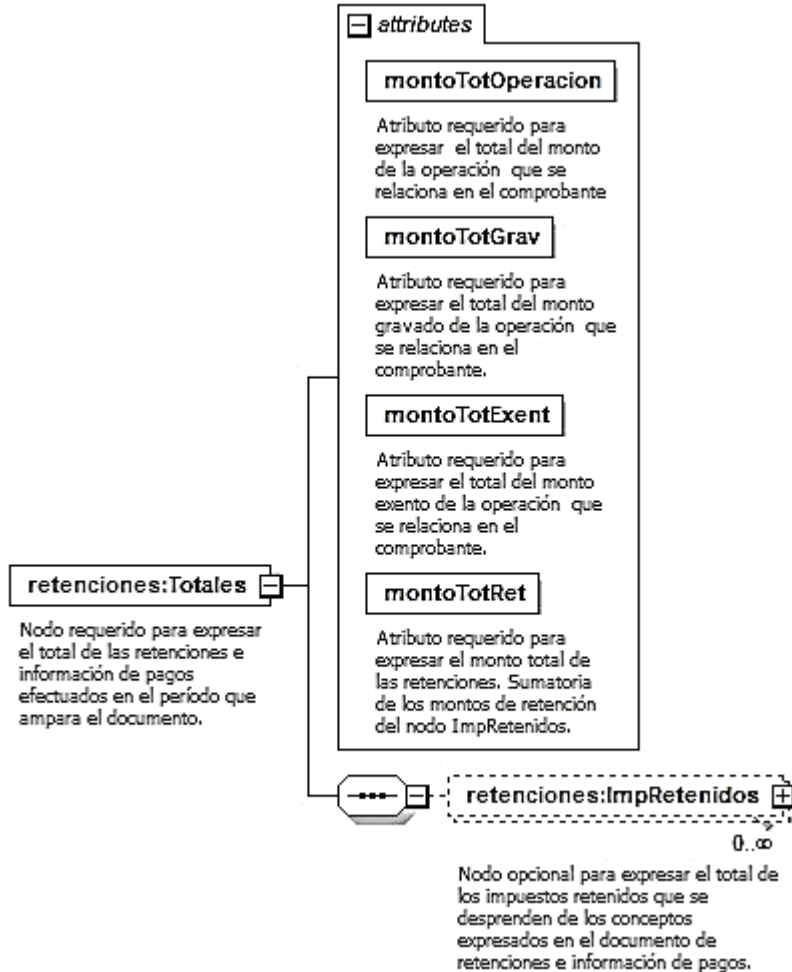 attributes
montoTotOperacion
Atributo requerido para
expresar el total del monto
de la operación que se
relaciona en el comprobante
montoTotGrav
Atributo requerido para
expresar el total del monto
gravado de la operación que
se relaciona en el
comprobante.
montoTotExent
Atributo requerido para
expresar el total del monto
exento de la operación que
se relaciona en el
comprobante.
montoTotRet
Atributo requerido para
expresar el monto total de
las retenciones. Sumatoria
de los montos de retención
del nodo ImpRetenidos.
retenciones:Totales
Nodo requerido para expresar
el total de las retenciones e
información de pagos
efectuados en el período que
ampara el documento.
retenciones:ImpRetenidos
0..∞
Nodo opcional para expresar el total de
los impuestos retenidos que se
desprenden de los conceptos
expresados en el documento de
retenciones e información de pagos.